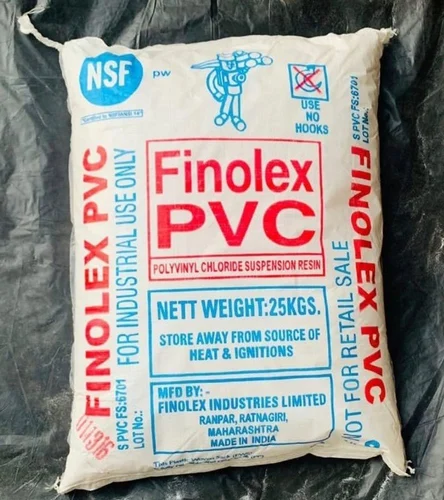 NSF
pw
USE
NO
HOOKS
S PVC FS:6701
LOT No.:
FINOLEX PVC
FOR INDUSTRIAL USE ONLY
Finolex
PVC
POLYVINYL CHLORIDE SUSPENSION RESIN
NETT WEIGHT:25KGS.
STORE AWAY FROM SOURCE OF
HEAT & IGNITIONS
MFD BY: -
FINOLEX INDUSTRIES LIMITED
RANPAR, RATNAGIRI,
MAHARASHTRA
MADE IN INDIA
S PVC FS:6701
LOT No.:
FINOLEX PVC
NOT FOR RETAIL SALE